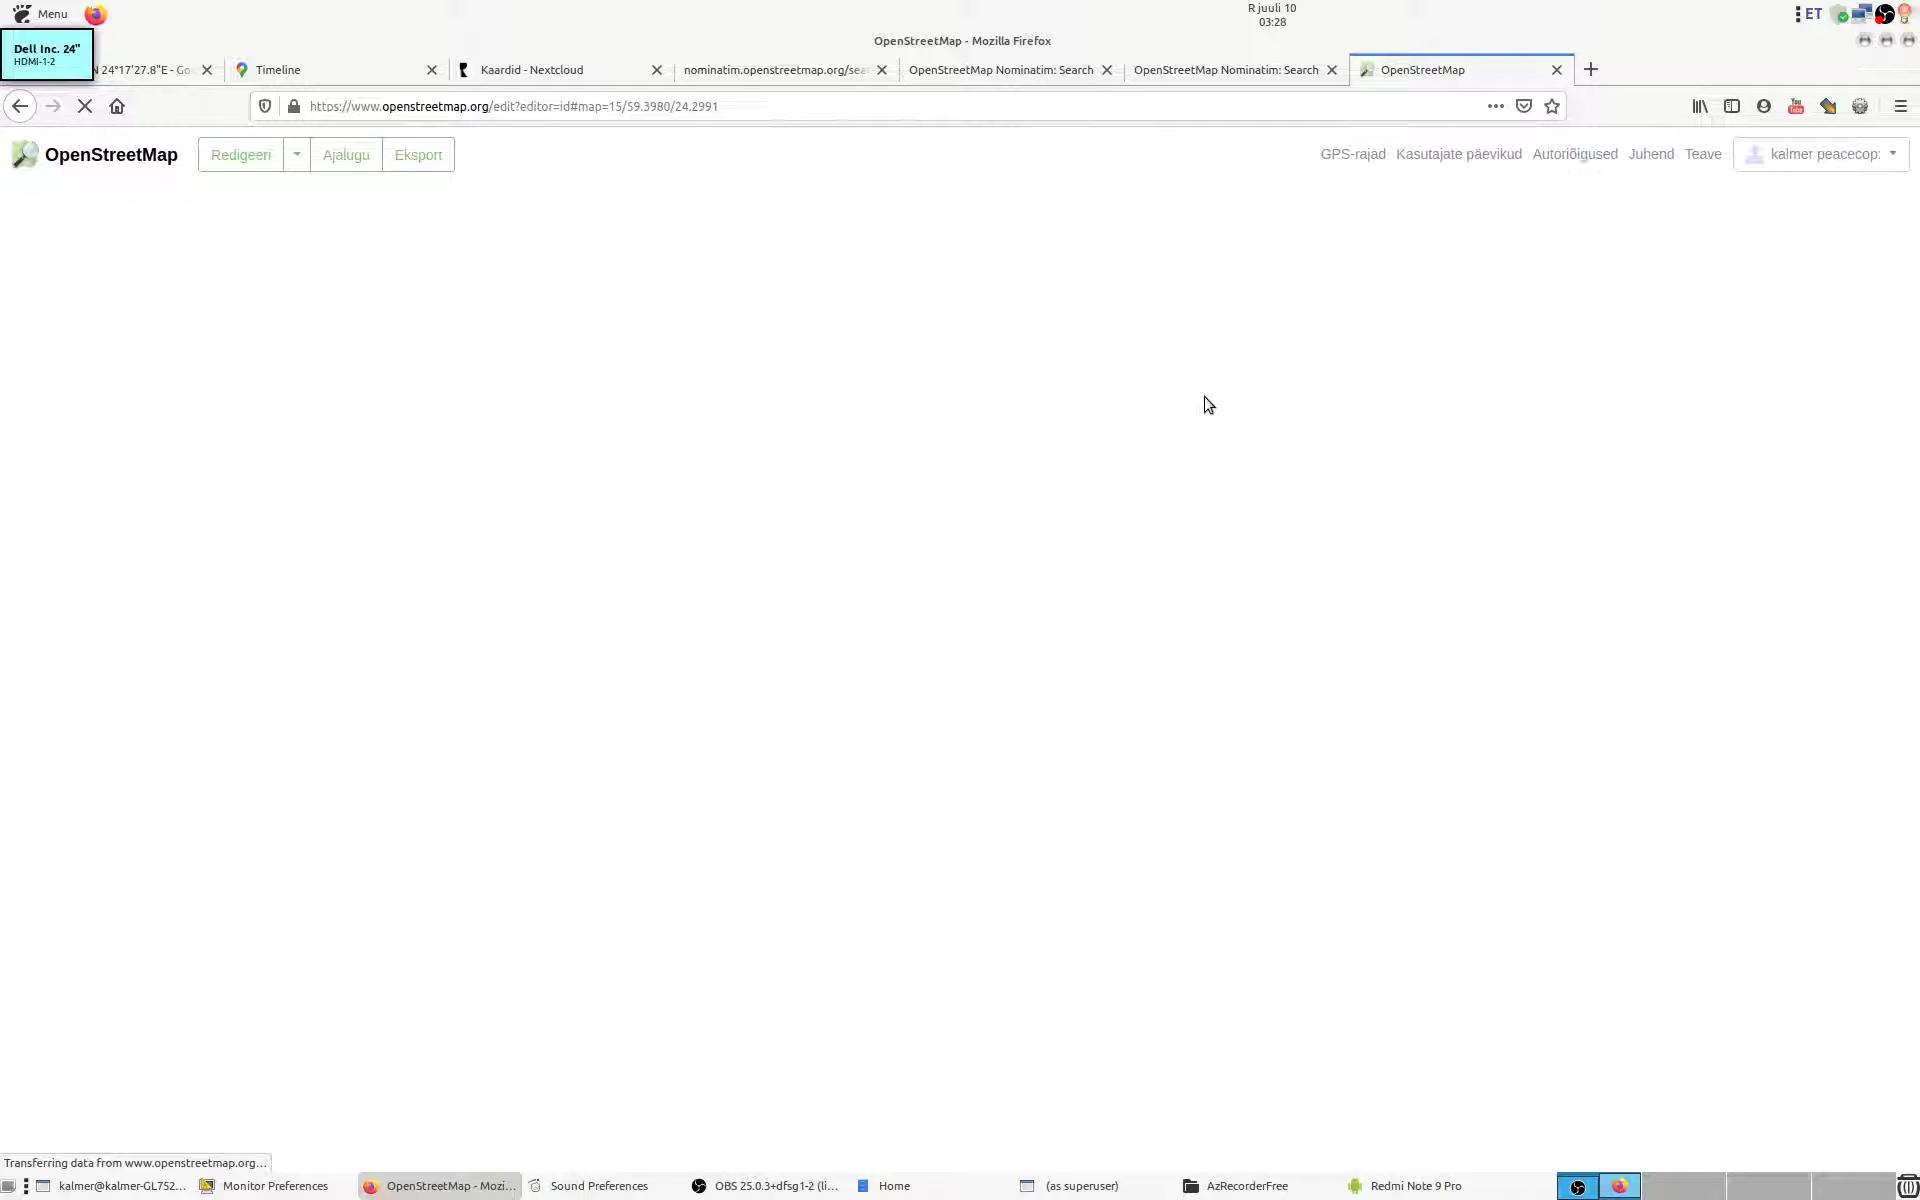 Menu
R juuli 10
03:28
ET
Dell Inc. 24"
HDMI-1-2
OpenStreetMap - Mozilla Firefox
N 24°17'27.8"E - Go
Timeline
Kaardid - Nextcloud
nominatim.openstreetmap.org/sea
OpenStreetMap Nominatim: Search
OpenStreetMap Nominatim: Search
OpenStreetMap
https://www.openstreetmap.org/edit?editor=id#map=15/59.3980/24.2991
OpenStreetMap
Redigeeri
Ajalugu
Eksport
GPS-rajad
Kasutajate päevikud
Autoriõigused
Juhend
Teave
kalmer peacecop:
Transferring data from www.openstreetmap.org...
kalmer@kalmer-GL752...
Monitor Preferences
OpenStreetMap - Mozi...
Sound Preferences
OBS 25.0.3+dfsg1-2 (li...
Home
(as superuser)
AzRecorderFree
Redmi Note 9 Pro